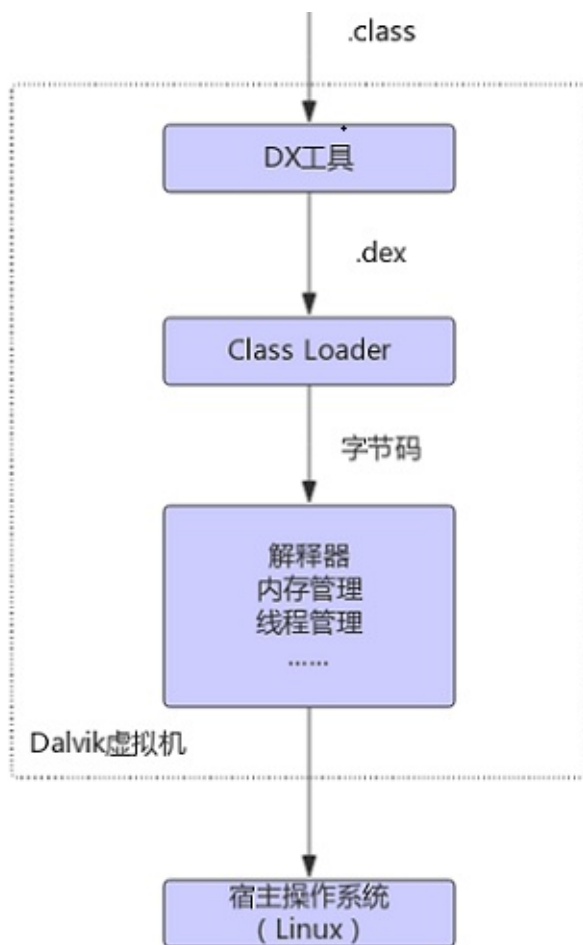 .class
DX工具
.dex
Class Loader
字节码
解释器
内存管理
线程管理
……
Dalvik虚拟机
宿主操作系统
（Linux）